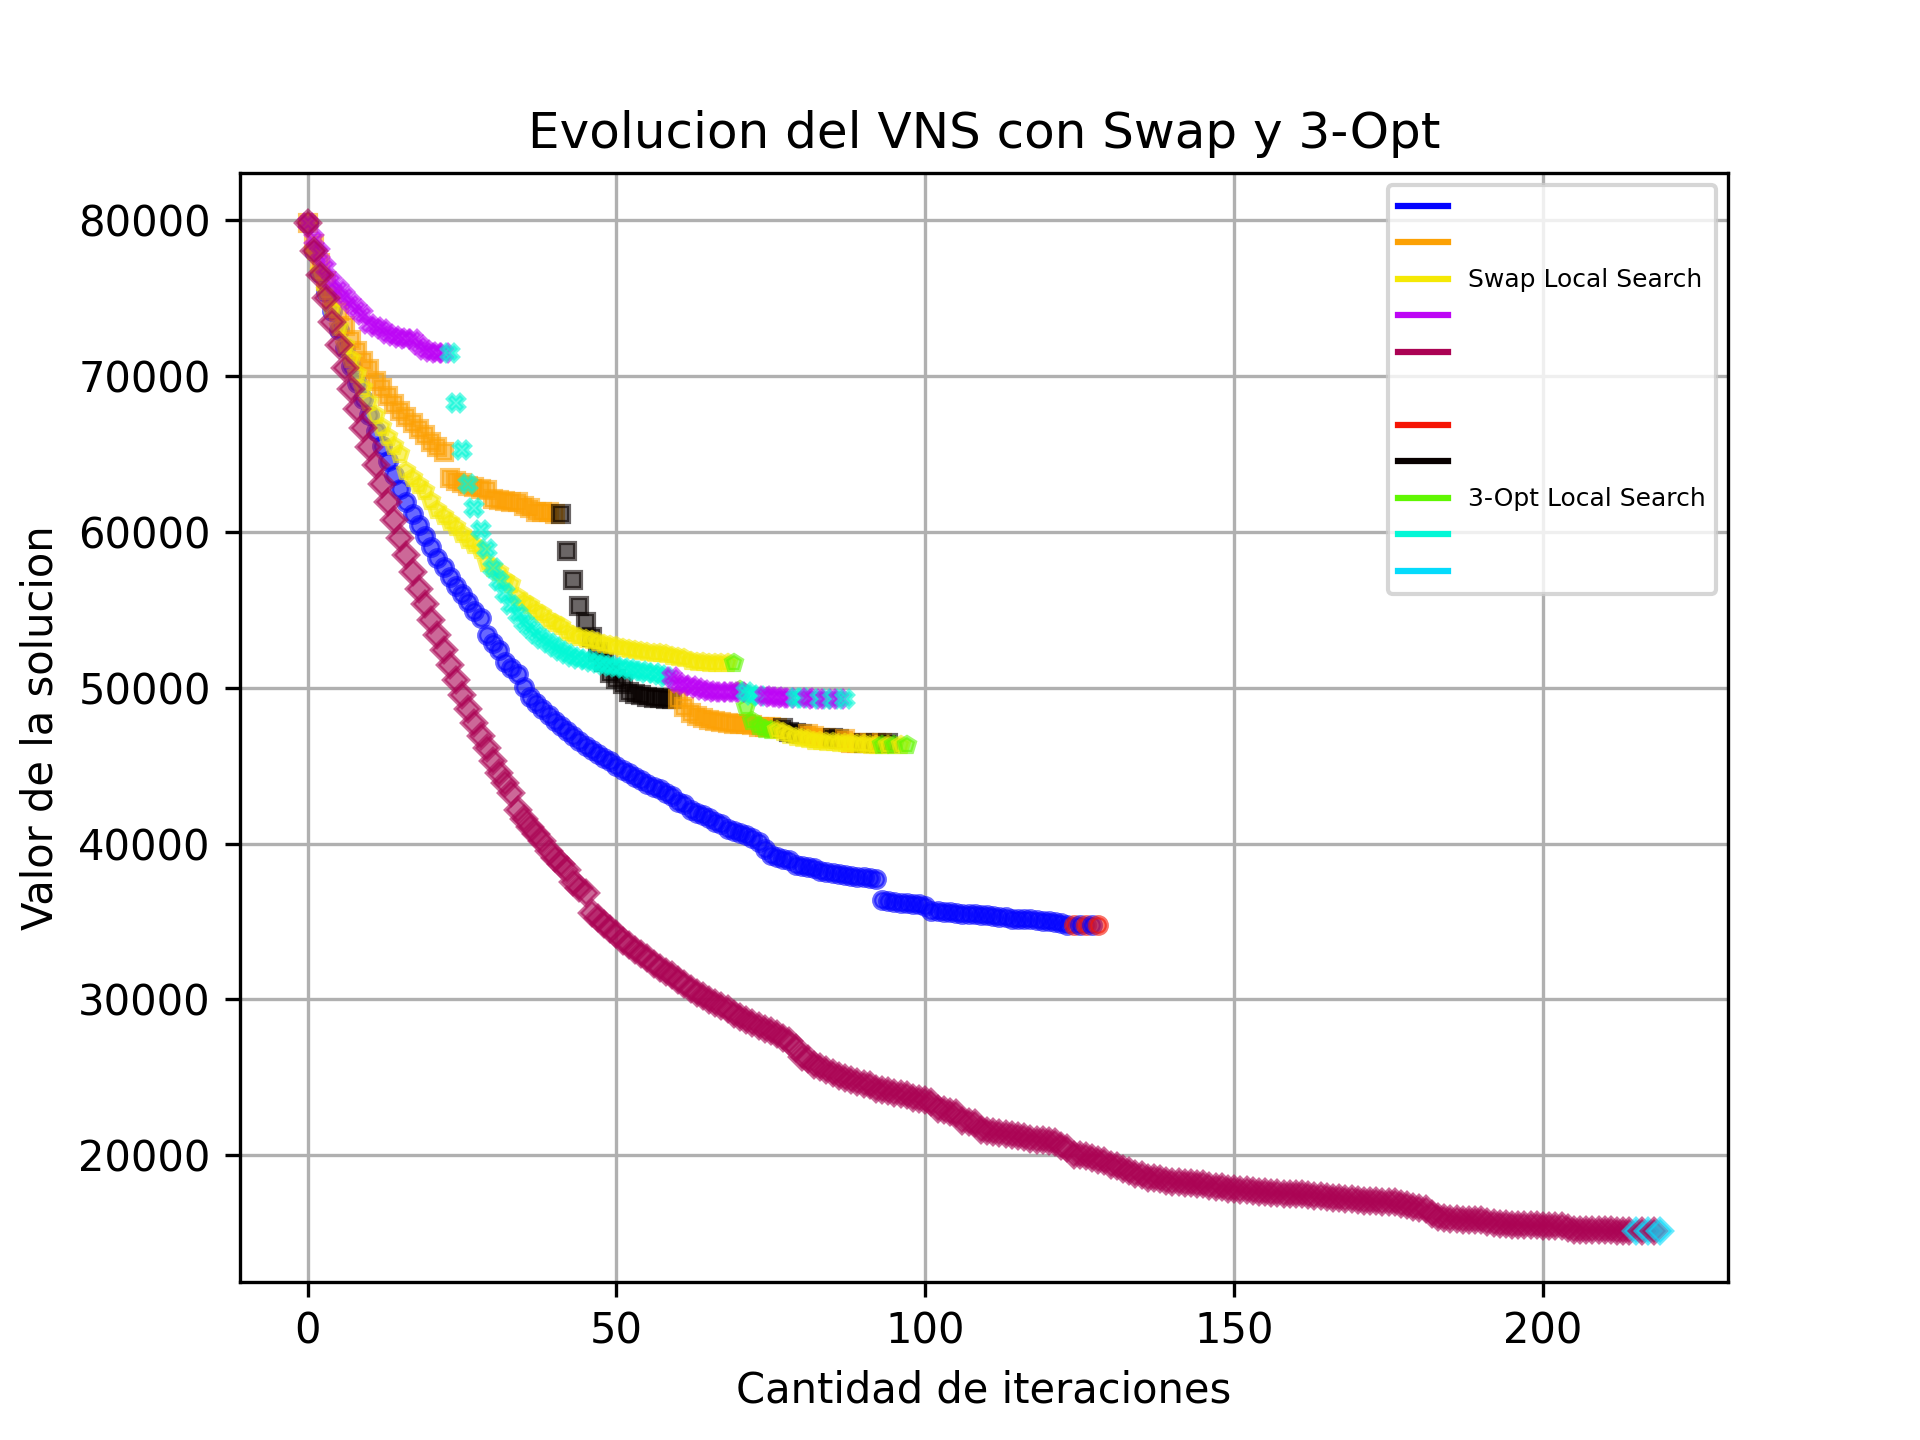 Evolucion del VNS con Swap y 3-Opt
Swap Local Search
3-Opt Local Search
Valor de la solucion
80000
70000
60000
50000
40000
30000
20000
0 50 100 150 200
Cantidad de iteraciones